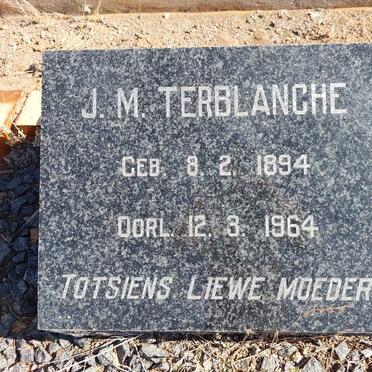 J. M. TERBLANCHE
GEB. 8. 2. 1894
OORL. 12. 3. 1964
TOTSIENS LIEWE MOEDER